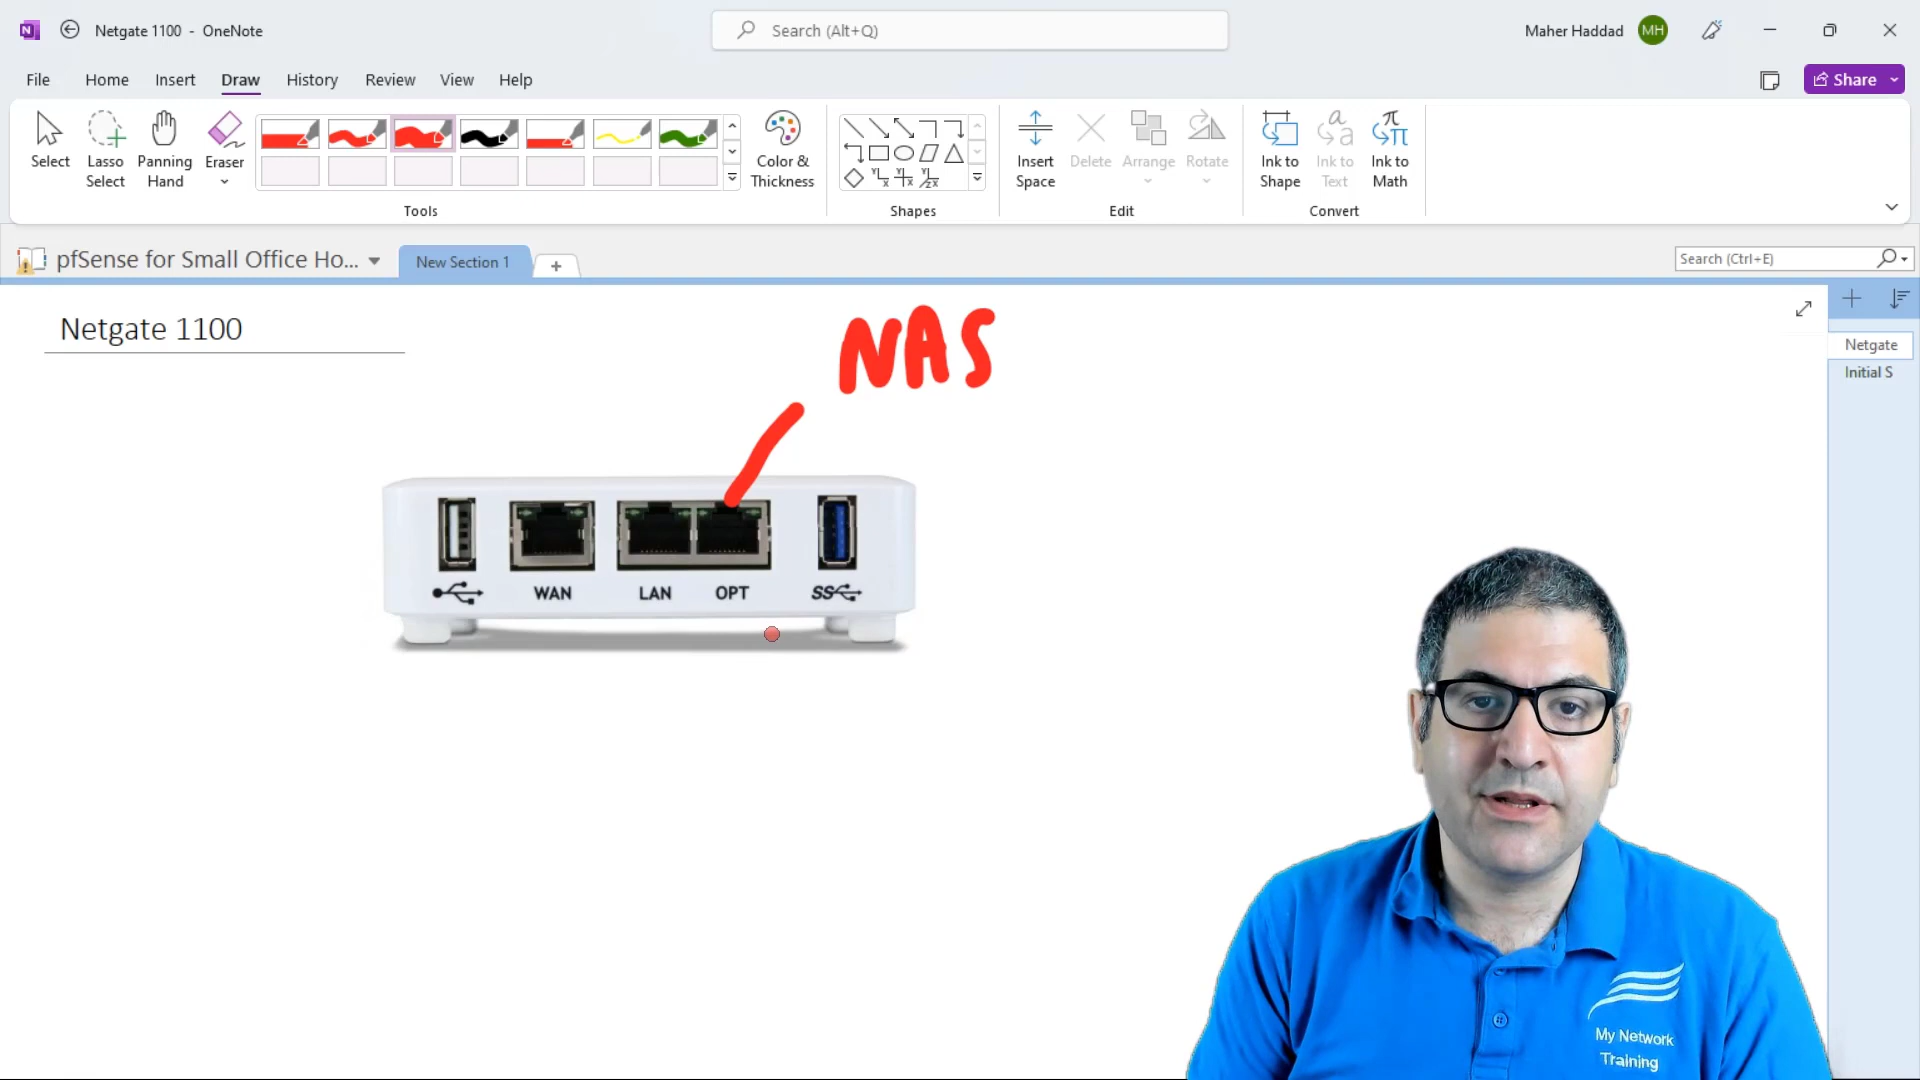 Netgate 1100 - OneNote
Search (Alt+Q)
Maher Haddad
MH
File
Home
Insert
Draw
History
Review
View
Help
Share
Select
Lasso Select
Panning Hand
Eraser
Color & Thickness
Insert Space
Delete
Arrange
Rotate
Ink to Shape
Ink to Text
Ink to Math
Tools
Shapes
Edit
Convert
pfSense for Small Office Ho...
New Section 1
Search (Ctrl+E)
Netgate 1100
NAS
Netgate
Initial S
WAN
LAN
OPT
SS
My Network
Training